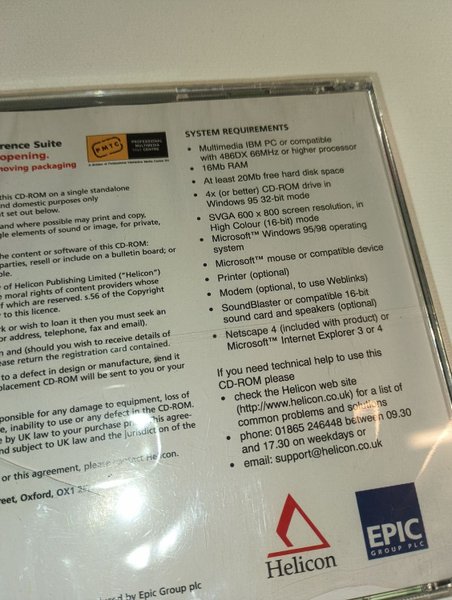 rence Suite
opening.
moving packaging
PMTC
PROFESSIONAL
MULTIMEDIA
CENTRE
this CD-ROM on a single standalone
and domestic purposes only
t set out below.
and where possible may print and copy,
gle elements of sound or image, for private,
the content or software of this CD-ROM:
parties, resell or include on a bulletin board; or
ble.
y of Helicon Publishing Limited ("Helicon")
e moral rights of content providers whose
f which are reserved. s.56 of the Copyright
y to this licence.
rk or wish to loan it then you must seek an
or address, telephone, fax and email).
n and (should you wish to receive details of
lease return the registration card contained.
to a defect in design or manufacture, send it
placement CD-ROM will be sent to you or your
sponsible for any damage to equipment, loss of
e, inability to use or any defect in the CD-ROM.
e by UK law to your purchase price. This agree-
nd subject to UK law and the jurisdiction of the
or this agreement, please contact Helicon.
reet, Oxford, OX1
ed by Epic Group plc
SYSTEM REQUIREMENTS
• Multimedia IBM PC or compatible
with 486DX 66MHz or higher processor
• 16Mb RAM
• At least 20Mb free hard disk space
• 4x (or better) CD-ROM drive in
Windows 95 32-bit mode
• SVGA 600 x 800 screen resolution, in
High Colour (16-bit) mode
• Microsoft™ Windows 95/98 operating
system
• Microsoft™ mouse or compatible device
• Printer (optional)
• Modem (optional, to use Weblinks)
• SoundBlaster or compatible 16-bit
sound card and speakers (optional)
• Netscape 4 (included with product) or
Microsoft™ Internet Explorer 3 or 4
If you need technical help to use this
CD-ROM please
• check the Helicon web site
(http://www.helicon.co.uk) for a list of
common problems and solutions
• phone: 01865 246448 between 09.30
and 17.30 on weekdays or
• email: support@helicon.co.uk
Helicon
EPIC
GROUP PLC